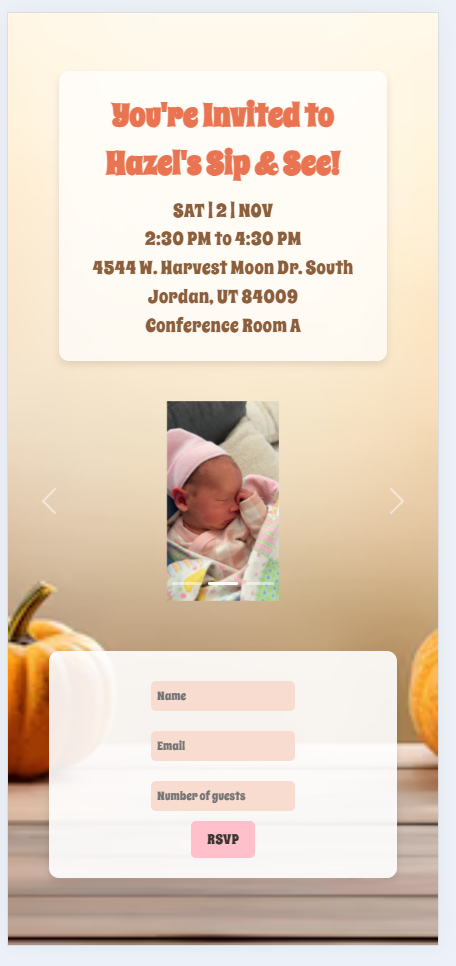 You're Invited to
Hazel's Sip & See!
SAT | 2 | NOV
2:30 PM to 4:30 PM
4544 W. Harvest Moon Dr. South
Jordan, UT 84009
Conference Room A
Name
Email
Number of guests
RSVP